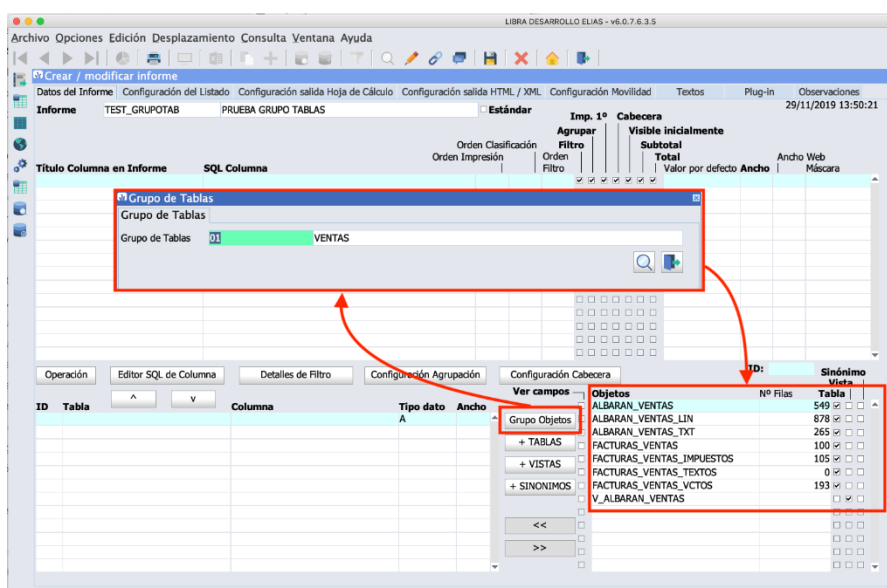 LIBRA DESARROLLO ELIAS - v6.0.7.6.3.5
Archivo Opciones Edición Desplazamiento Consulta Ventana Ayuda
Crear / modificar informe
Datos del Informe Configuración del Listado Configuración salida Hoja de Cálculo Configuración salida HTML / XML Configuración Movilidad Textos Plug-in Observaciones
Informe TEST_GRUPOTAB PRUEBA GRUPO TABLAS Estándar 29/11/2019 13:50:21
Imp. 1º Cabecera
Agrupar Visible inicialmente
Orden Clasificación Filtro Subtotal
Orden Impresión Orden Total Ancho Web
Título Columna en Informe SQL Columna Filtro Valor por defecto Ancho Máscara
Grupo de Tablas
Grupo de Tablas
Grupo de Tablas 01 VENTAS
Operación Editor SQL de Columna Detalles de Filtro Configuración Agrupación Configuración Cabecera ID: Sinónimo
Vista
Ver campos Objetos Nº Filas Tabla
ID Tabla ^ v Columna Tipo dato Ancho
A
Grupo Objetos
+ TABLAS
+ VISTAS
+ SINONIMOS
<<
>>
ALBARAN_VENTAS 549
ALBARAN_VENTAS_LIN 878
ALBARAN_VENTAS_TXT 265
FACTURAS_VENTAS 100
FACTURAS_VENTAS_IMPUESTOS 105
FACTURAS_VENTAS_TEXTOS 0
FACTURAS_VENTAS_VCTOS 193
V_ALBARAN_VENTAS